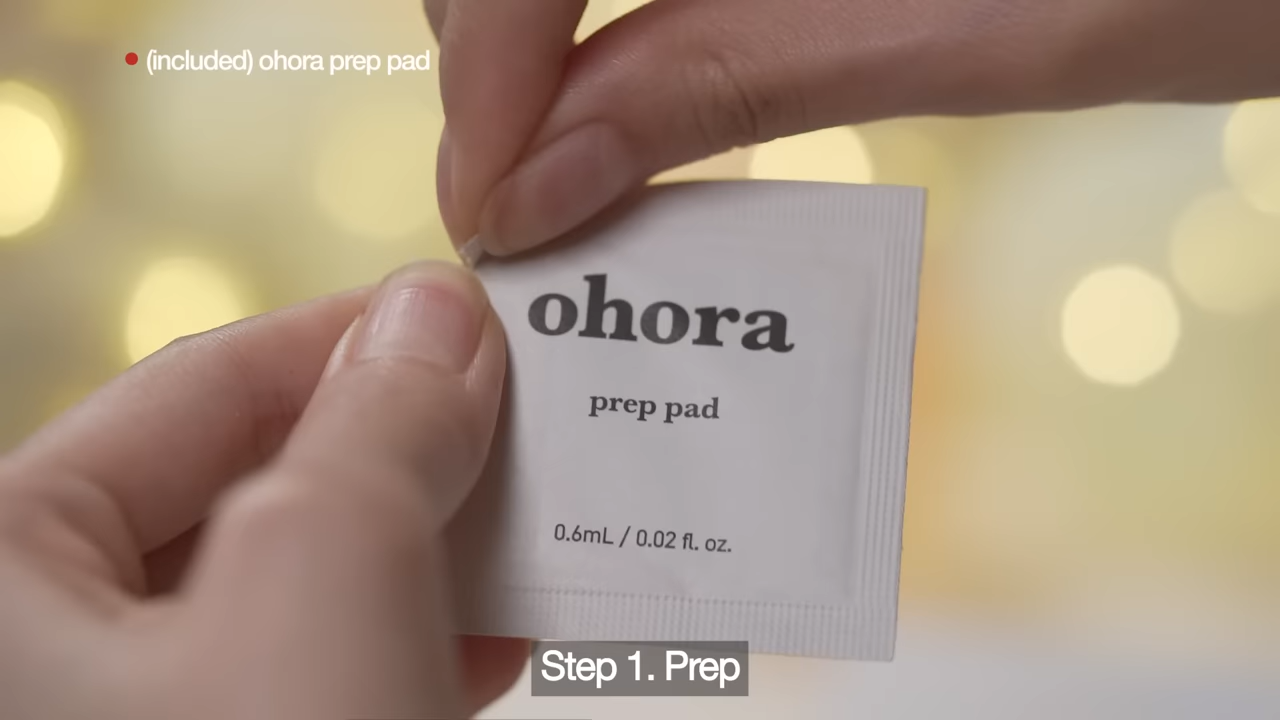 (included) ohora prep pad
ohora
prep pad
0.6mL / 0.02 fl. oz.
Step 1. Prep